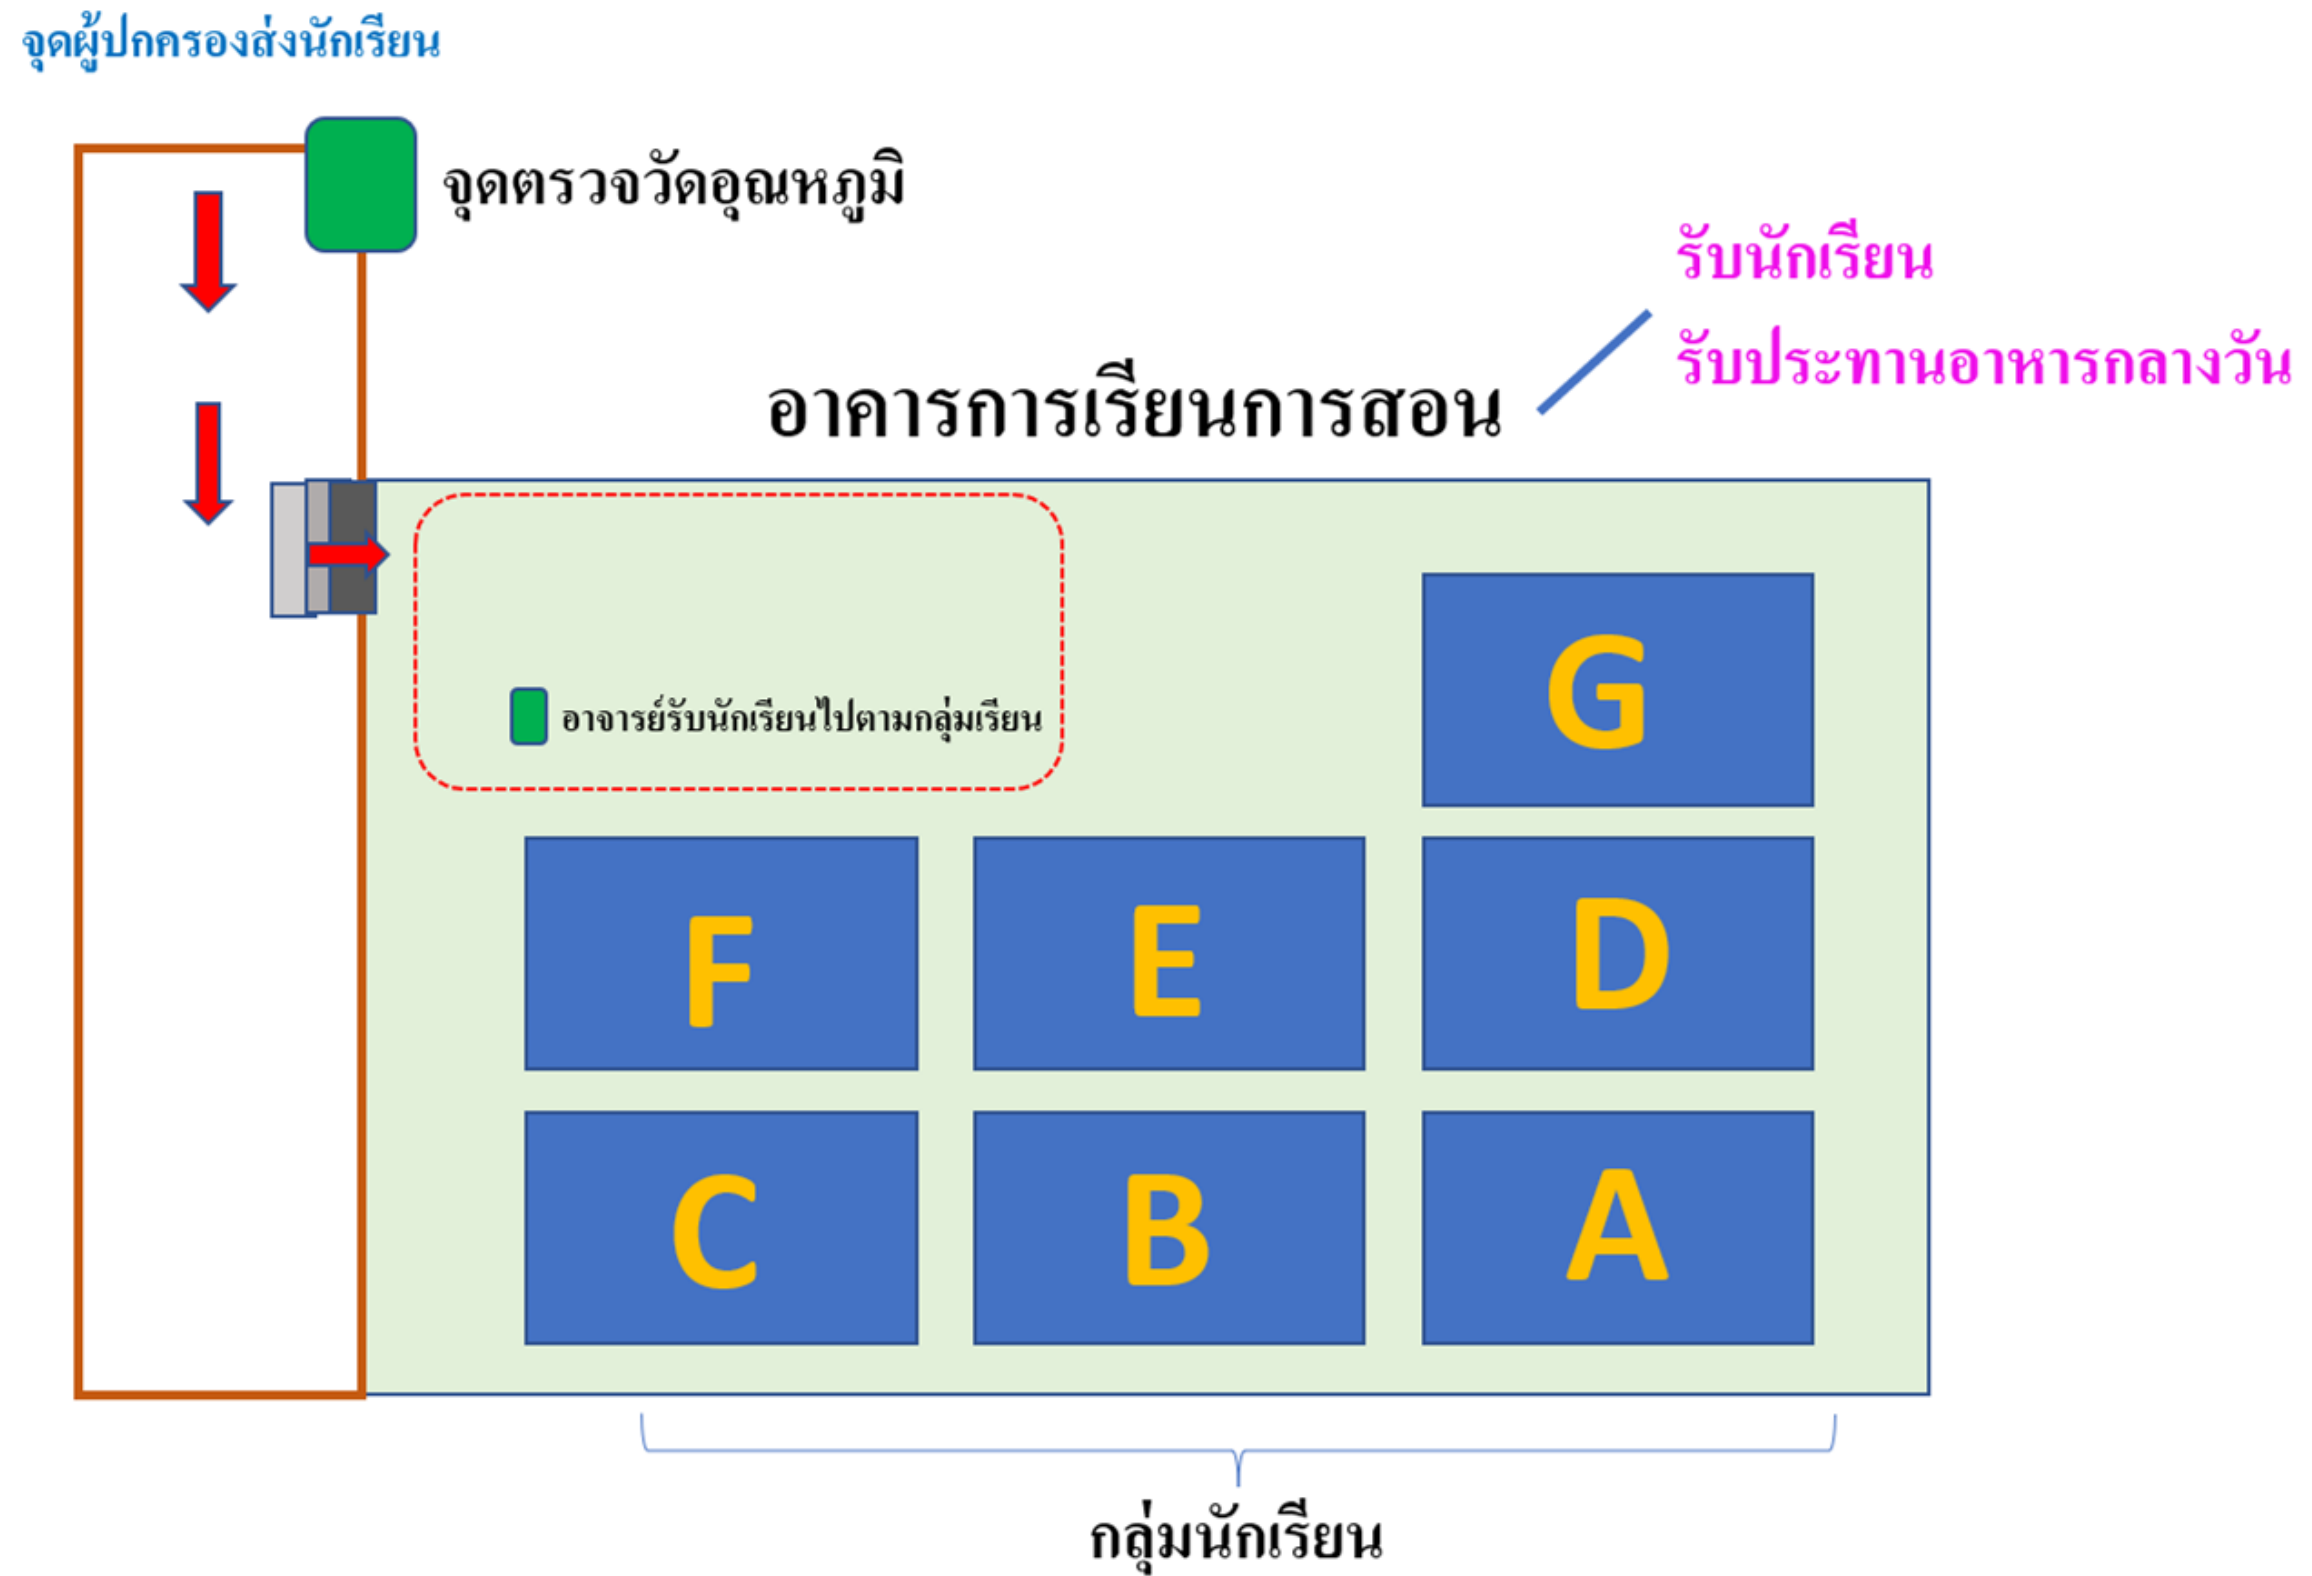 จุดผู้ปกครองส่งนักเรียน
จุดตรวจวัดอุณหภูมิ
รับนักเรียน
รับประทานอาหารกลางวัน
อาคารการเรียนการสอน
อาจารย์รับนักเรียนไปตามกลุ่มเรียน
G
F E D
C B A
กลุ่มนักเรียน